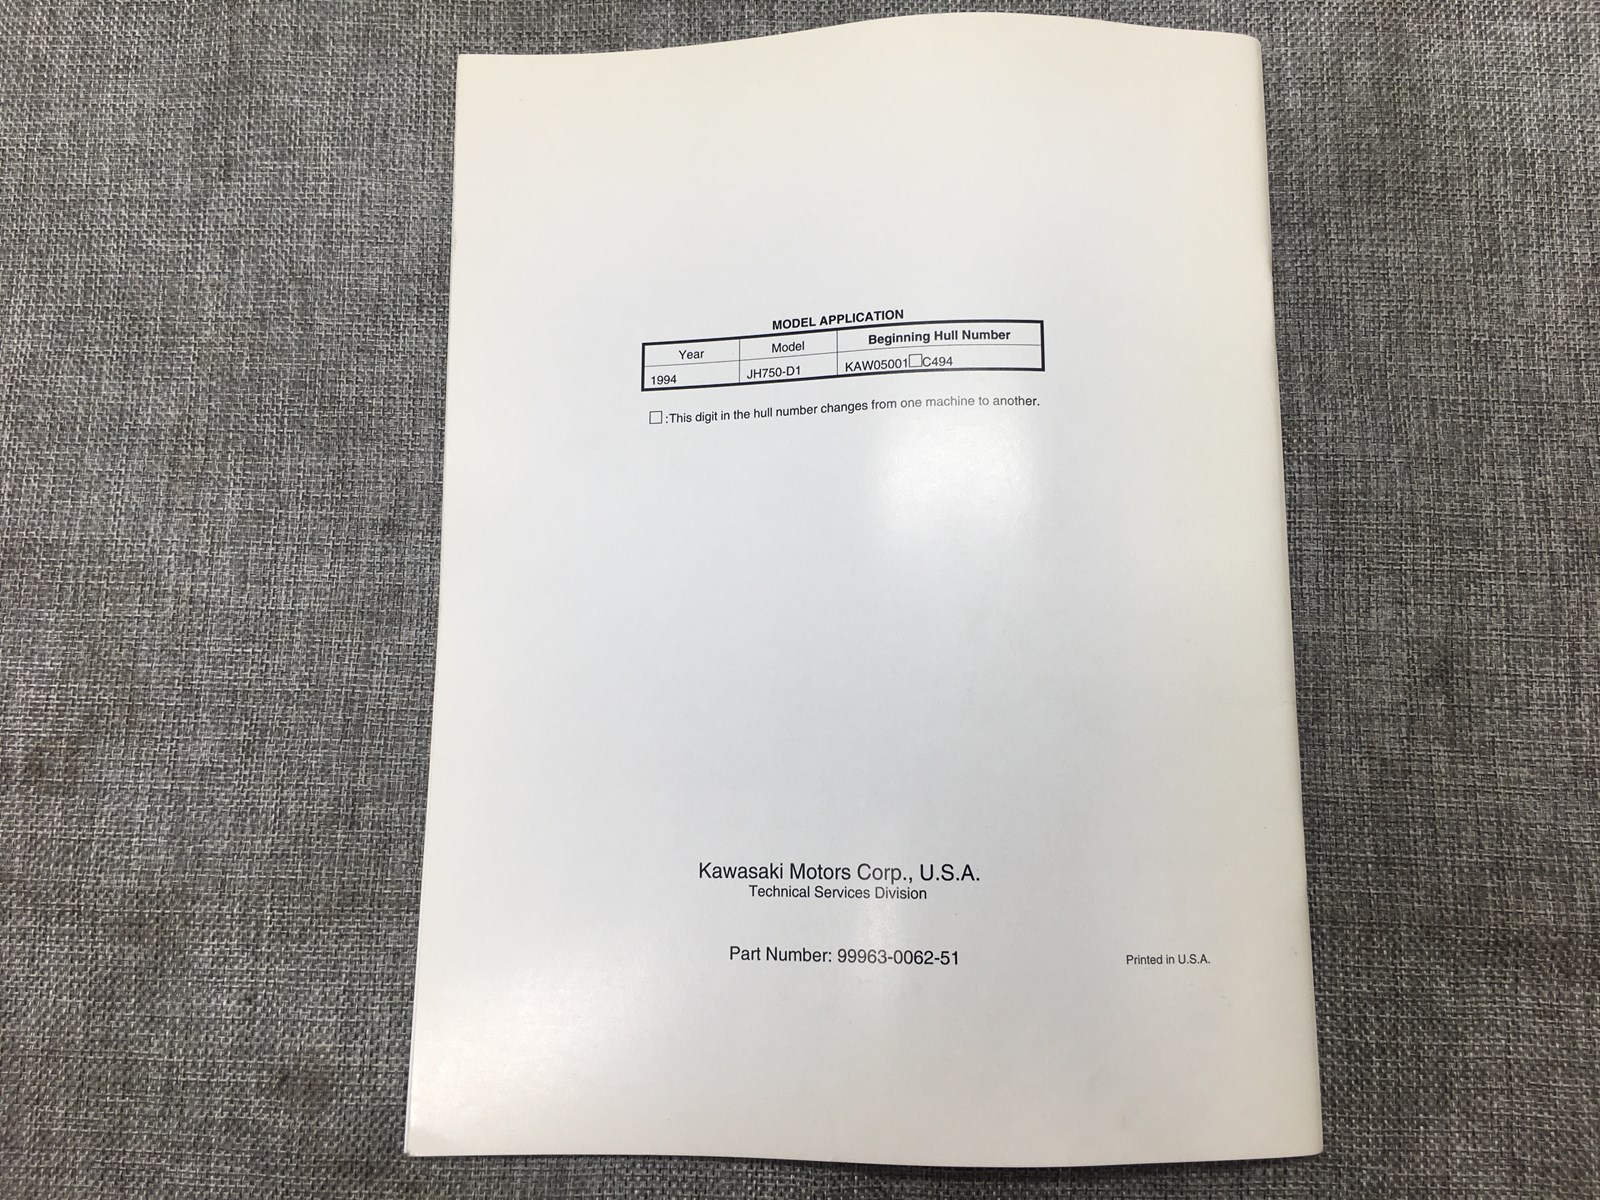 MODEL APPLICATION
Year Model Beginning Hull Number
1994 JH750-D1 KAW05001□C494
□:This digit in the hull number changes from one machine to another.
Kawasaki Motors Corp., U.S.A.
Technical Services Division
Part Number: 99963-0062-51
Printed in U.S.A.